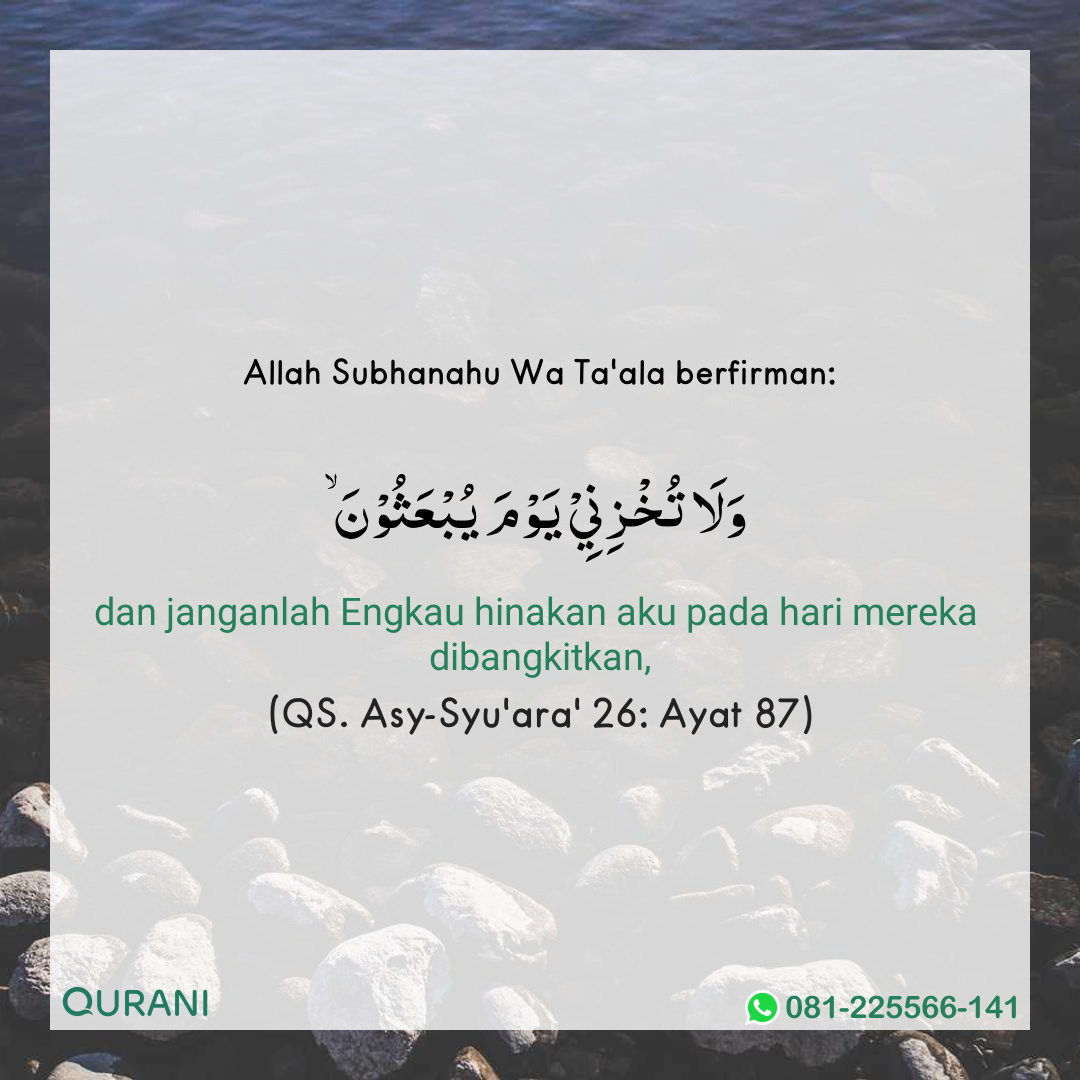 Allah Subhanahu Wa Ta'ala berfirman:
وَلَا تُخْزِنِيْ يَوْمَ يُبْعَثُوْنَ ۙ
dan janganlah Engkau hinakan aku pada hari mereka
dibangkitkan,
(QS. Asy-Syu'ara' 26: Ayat 87)
QURANI
081-225566-141